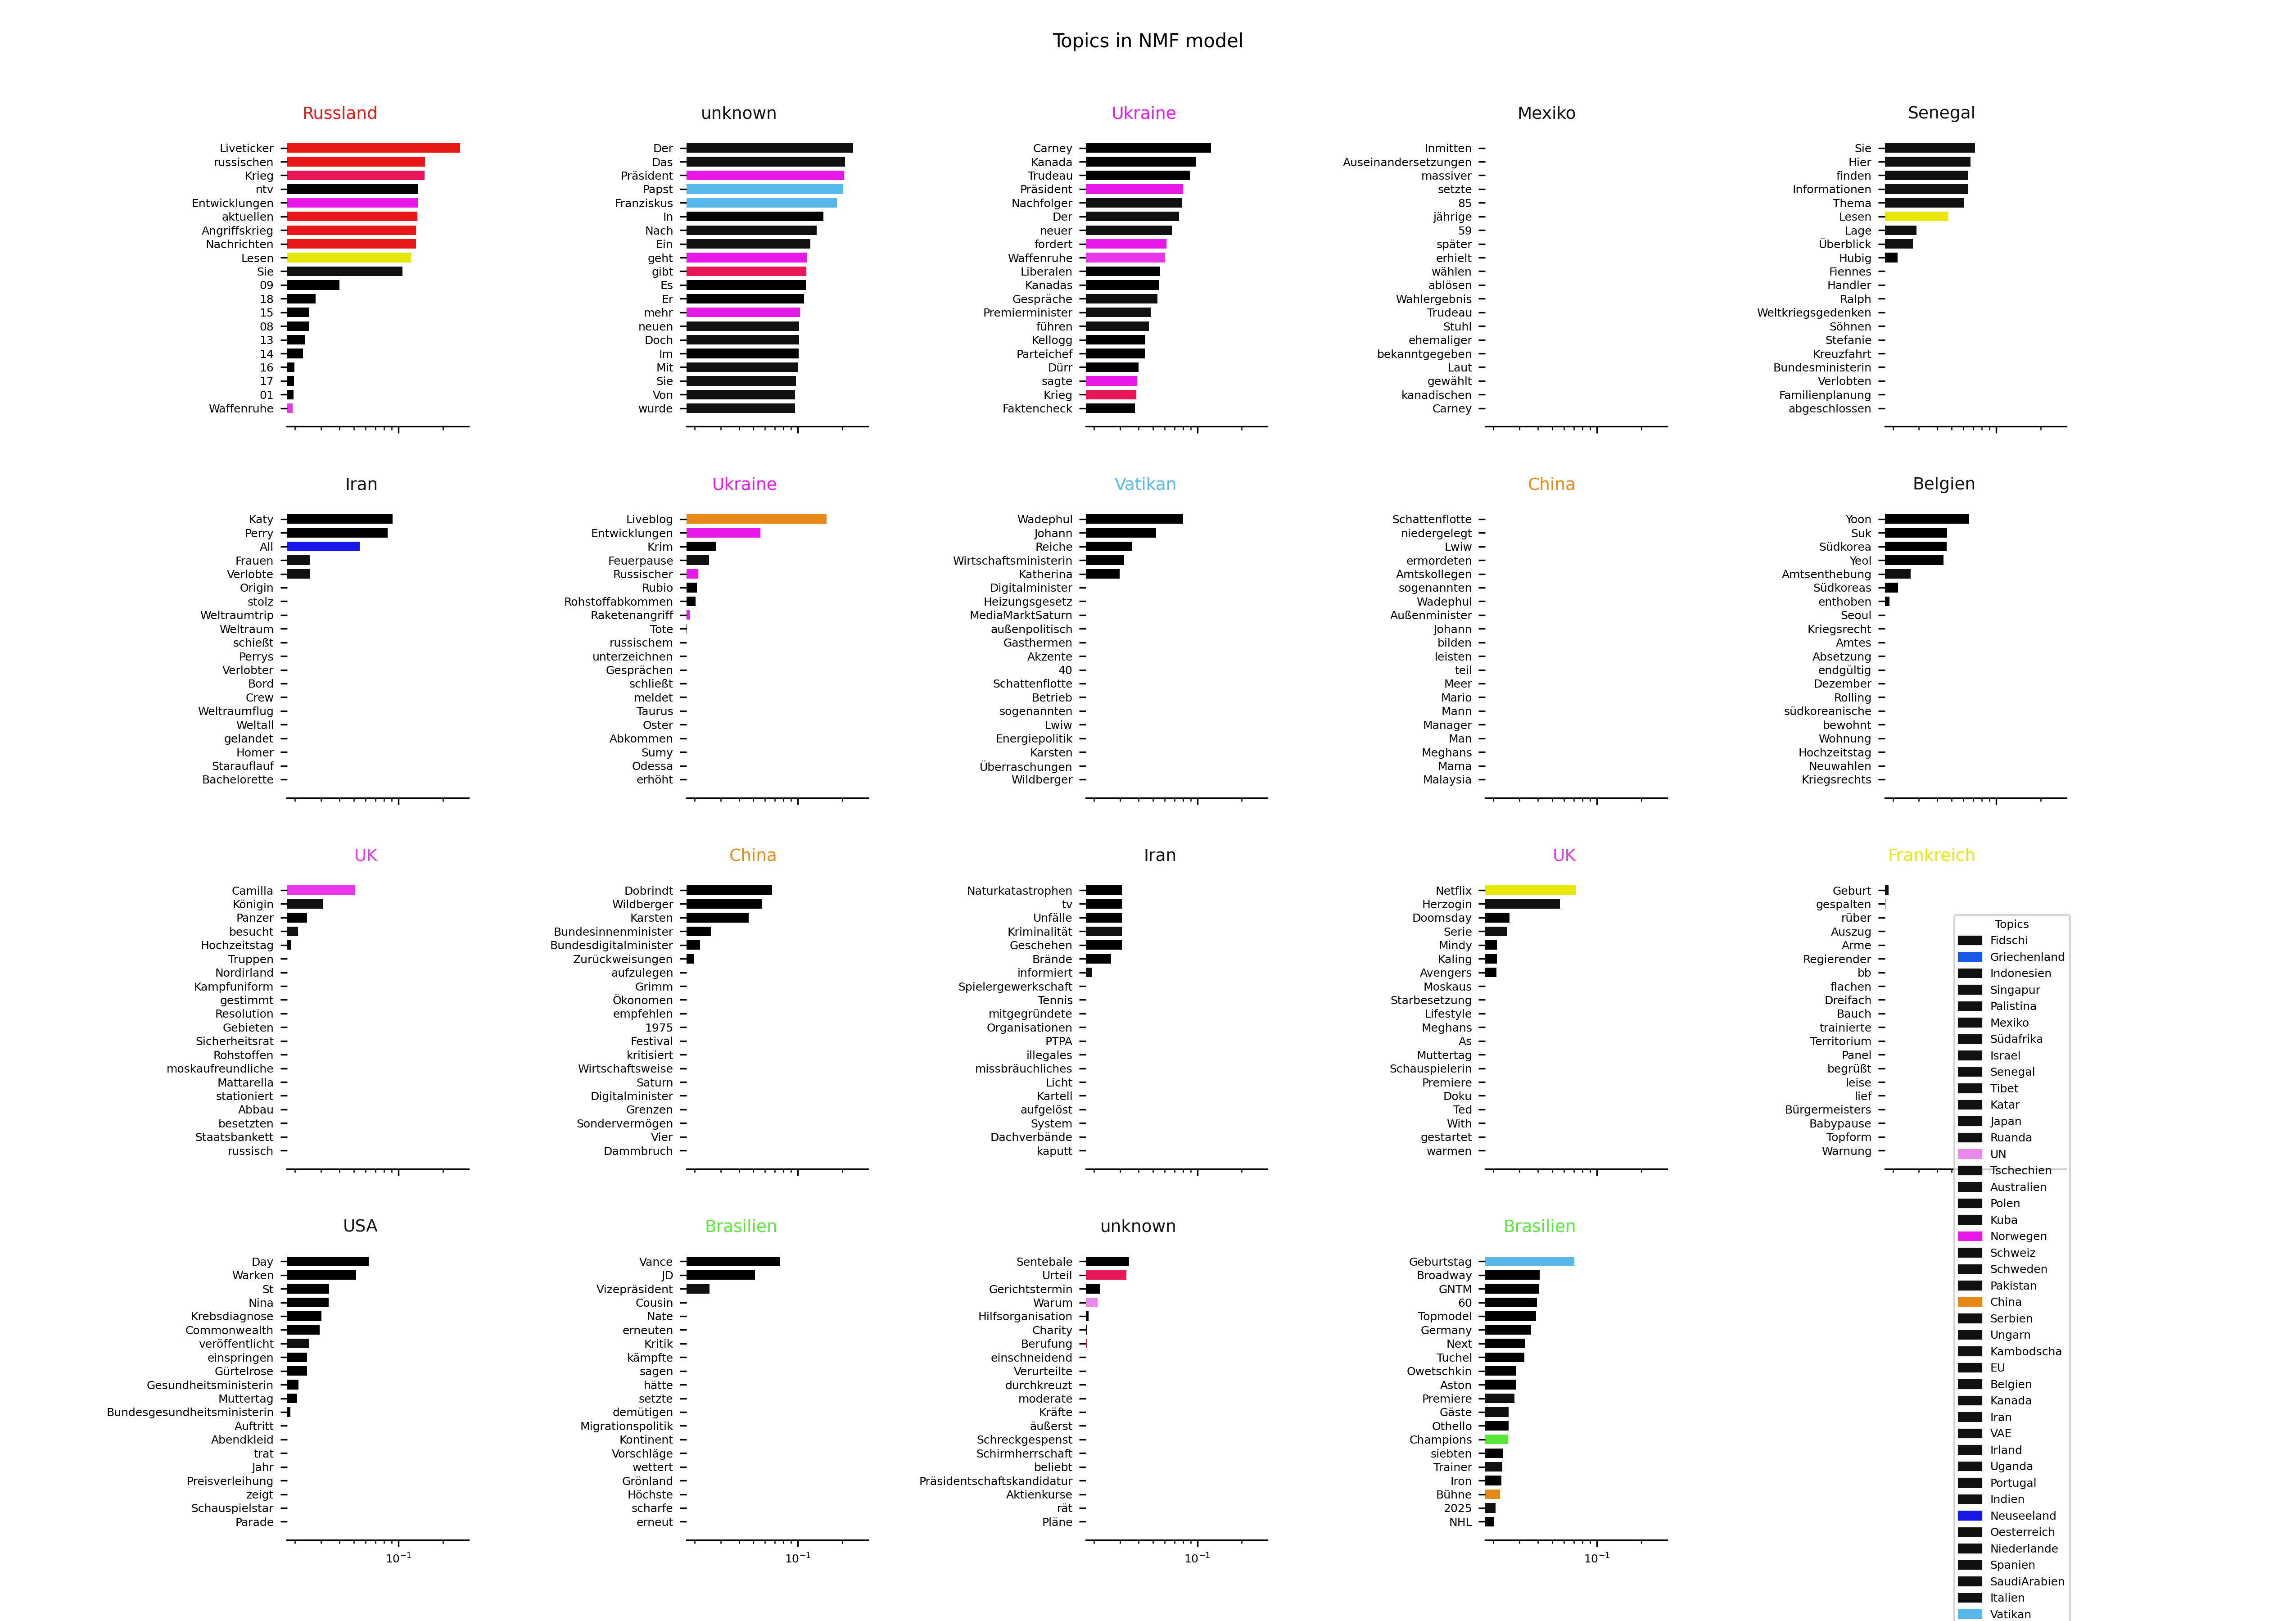 Topics in NMF model
Russland
Liveticker
russischen
Krieg
ntv
Entwicklungen
aktuellen
Angriffskrieg
Nachrichten
Lesen
Sie
09
18
15
08
13
14
16
17
01
Waffenruhe
unknown
Der
Das
Präsident
Papst
Franziskus
In
Nach
Ein
geht
gibt
Es
Er
mehr
neuen
Doch
Im
Mit
Sie
Von
wurde
Ukraine
Carney
Kanada
Trudeau
Präsident
Nachfolger
Der
neuer
fordert
Waffenruhe
Liberalen
Kanadas
Gespräche
Premierminister
führen
Kellogg
Parteichef
Dürr
sagte
Krieg
Faktencheck
Mexiko
Inmitten
Auseinandersetzungen
massiver
setzte
85
jährige
59
später
erhielt
wählen
ablösen
Wahlergebnis
Trudeau
Stuhl
ehemaliger
bekanntgegeben
Laut
gewählt
kanadischen
Carney
Senegal
Sie
Hier
finden
Informationen
Thema
Lesen
Lage
Überblick
Hubig
Fiennes
Handler
Ralph
Weltkriegsgedenken
Söhnen
Stefanie
Kreuzfahrt
Bundesministerin
Verlobten
Familienplanung
abgeschlossen
Iran
Katy
Perry
All
Frauen
Verlobte
Origin
stolz
Weltraumtrip
Weltraum
schießt
Perrys
Verlobter
Bord
Crew
Weltraumflug
Weltall
gelandet
Homer
Starauflauf
Bachelorette
Ukraine
Liveblog
Entwicklungen
Krim
Feuerpause
Russischer
Rubio
Rohstoffabkommen
Raketenangriff
Tote
russischem
unterzeichnen
Gesprächen
schließt
meldet
Taurus
Oster
Abkommen
Sumy
Odessa
erhöht
Vatikan
Wadephul
Johann
Reiche
Wirtschaftsministerin
Katherina
Digitalminister
Heizungsgesetz
MediaMarktSaturn
außenpolitisch
Gasthermen
Akzente
40
Schattenflotte
Betrieb
sogenannten
Lwiw
Energiepolitik
Karsten
Überraschungen
Wildberger
China
Schattenflotte
niedergelegt
Lwiw
ermordeten
Amtskollegen
sogenannten
Wadephul
Außenminister
Johann
bilden
leisten
teil
Meer
Mario
Mann
Manager
Man
Meghans
Mama
Malaysia
Belgien
Yoon
Suk
Südkorea
Yeol
Amtsenthebung
Südkoreas
enthoben
Seoul
Kriegsrecht
Amtes
Absetzung
endgültig
Dezember
Rolling
südkoreanische
bewohnt
Wohnung
Hochzeitstag
Neuwahlen
Kriegsrechts
UK
Camilla
Königin
Panzer
besucht
Hochzeitstag
Truppen
Nordirland
Kampfuniform
gestimmt
Resolution
Gebieten
Sicherheitsrat
Rohstoffen
moskaufreundliche
Mattarella
stationiert
Abbau
besetzten
Staatsbankett
russisch
China
Dobrindt
Wildberger
Karsten
Bundesinnenminister
Bundesdigitalminister
Zurückweisungen
aufzulegen
Grimm
Ökonomen
empfehlen
1975
Festival
kritisiert
Wirtschaftsweise
Saturn
Digitalminister
Grenzen
Sondervermögen
Vier
Dammbruch
Iran
Naturkatastrophen
tv
Unfälle
Kriminalität
Geschehen
Brände
informiert
Spielergewerkschaft
Tennis
mitgegründete
Organisationen
PTPA
illegales
missbräuchliches
Licht
Kartell
aufgelöst
System
Dachverbände
kaputt
UK
Netflix
Herzogin
Doomsday
Serie
Mindy
Kaling
Avengers
Moskaus
Starbesetzung
Lifestyle
Meghans
As
Muttertag
Schauspielerin
Premiere
Doku
Ted
With
gestartet
warmen
Frankreich
Geburt
gespalten
rüber
Auszug
Arme
Regierender
bb
flachen
Dreifach
Bauch
trainierte
Territorium
Panel
begrüßt
leise
lief
Bürgermeisters
Babypause
Topform
Warnung
USA
Day
Warken
St
Nina
Krebsdiagnose
Commonwealth
veröffentlicht
einspringen
Gürtelrose
Gesundheitsministerin
Muttertag
Bundesgesundheitsministerin
Auftritt
Abendkleid
trat
Jahr
Preisverleihung
zeigt
Schauspielstar
Parade
10⁻¹
Brasilien
Vance
JD
Vizepräsident
Cousin
Nate
erneuten
Kritik
kämpfte
sagen
hätte
setzte
demütigen
Migrationspolitik
Kontinent
Vorschläge
wettert
Grönland
Höchste
scharfe
erneut
10⁻¹
unknown
Sentebale
Urteil
Gerichtstermin
Warum
Hilfsorganisation
Charity
Berufung
einschneidend
Verurteilte
durchkreuzt
moderate
Kräfte
äußerst
Schreckgespenst
Schirmherrschaft
beliebt
Präsidentschaftskandidatur
Aktienkurse
rät
Pläne
10⁻¹
Brasilien
Geburtstag
Broadway
GNTM
60
Topmodel
Germany
Next
Tuchel
Owetschkin
Aston
Premiere
Gäste
Othello
Champions
siebten
Trainer
Iron
Bühne
2025
NHL
10⁻¹
Topics
Fidschi
Griechenland
Indonesien
Singapur
Palistina
Mexiko
Südafrika
Israel
Senegal
Tibet
Katar
Japan
Ruanda
UN
Tschechien
Australien
Polen
Kuba
Norwegen
Schweiz
Schweden
Pakistan
China
Serbien
Ungarn
Kambodscha
EU
Belgien
Kanada
Iran
VAE
Irland
Uganda
Portugal
Indien
Neuseeland
Oesterreich
Niederlande
Spanien
SaudiArabien
Italien
Vatikan